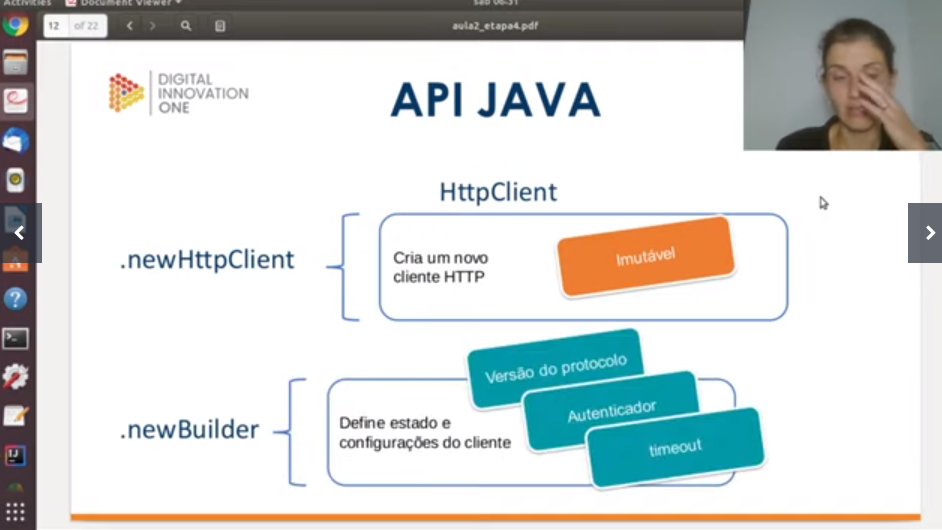 Activities
Document Viewer
sáb 06:31
12 of 22
aula2_etapa4.pdf
DIGITAL
INNOVATION
ONE
API JAVA
HttpClient
.newHttpClient
Cria um novo
cliente HTTP
Imutável
.newBuilder
Define estado e
configurações do cliente
Versão do protocolo
Autenticador
timeout